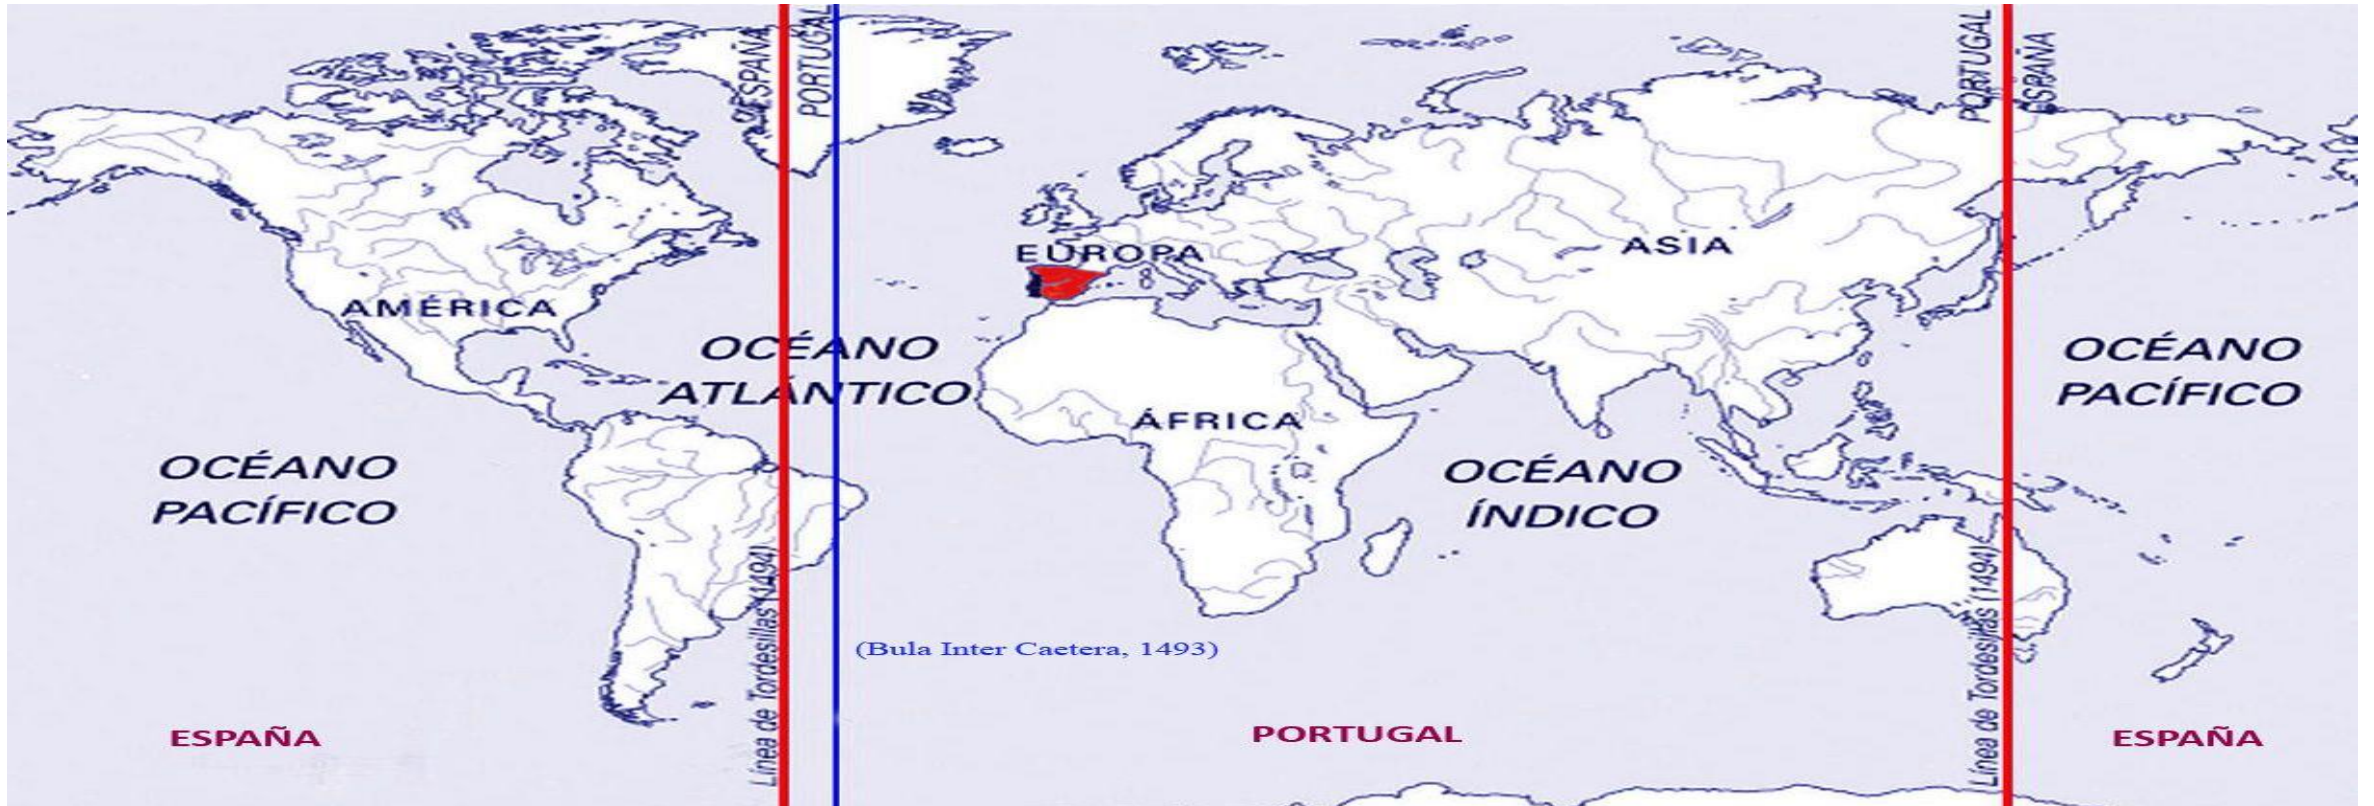 ESPAÑA
PORTUGAL
PORTUGAL
ESPAÑA
EUROPA
ASIA
AMÉRICA
OCÉANO
ATLÁNTICO
OCÉANO
PACÍFICO
ÁFRICA
OCÉANO
PACÍFICO
OCÉANO
ÍNDICO
Línea de Tordesillas (1494)
Línea de Tordesillas (1494)
(Bula Inter Caetera, 1493)
ESPAÑA
PORTUGAL
ESPAÑA